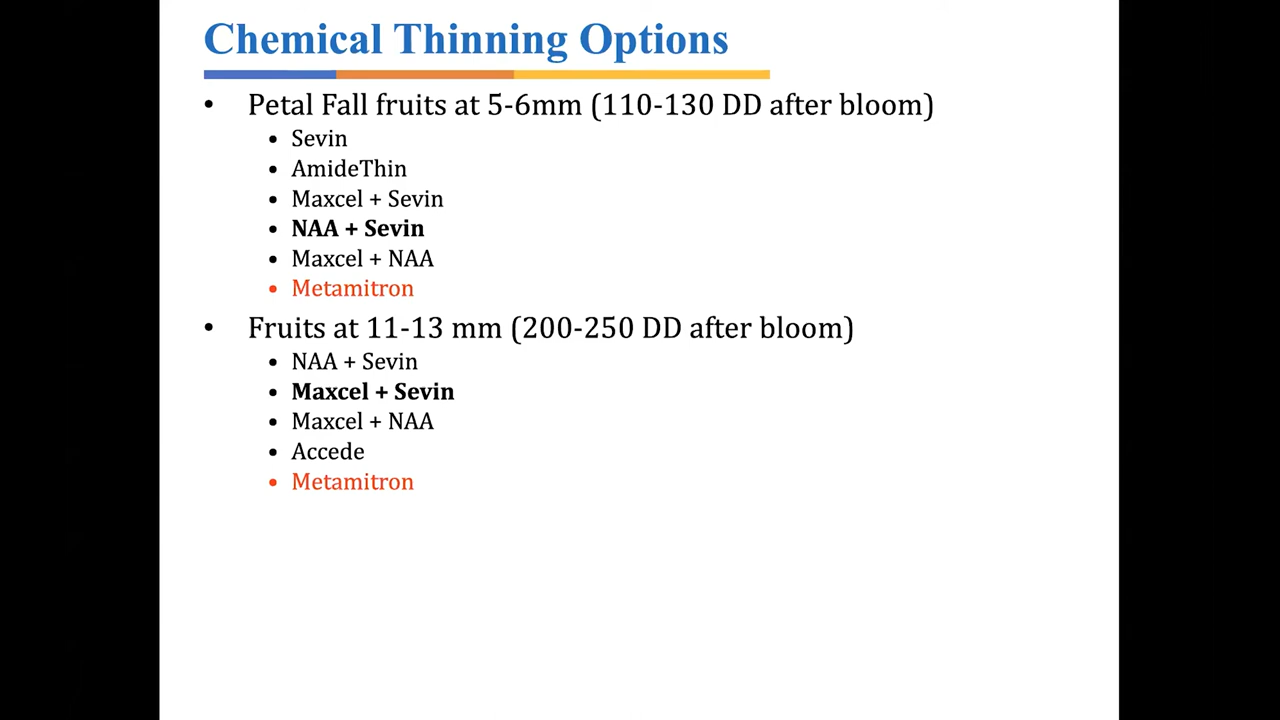 Chemical Thinning Options
• Petal Fall fruits at 5-6mm (110-130 DD after bloom)
• Sevin
• AmideThin
• Maxcel + Sevin
• NAA + Sevin
• Maxcel + NAA
• Metamitron
• Fruits at 11-13 mm (200-250 DD after bloom)
• NAA + Sevin
• Maxcel + Sevin
• Maxcel + NAA
• Accede
• Metamitron